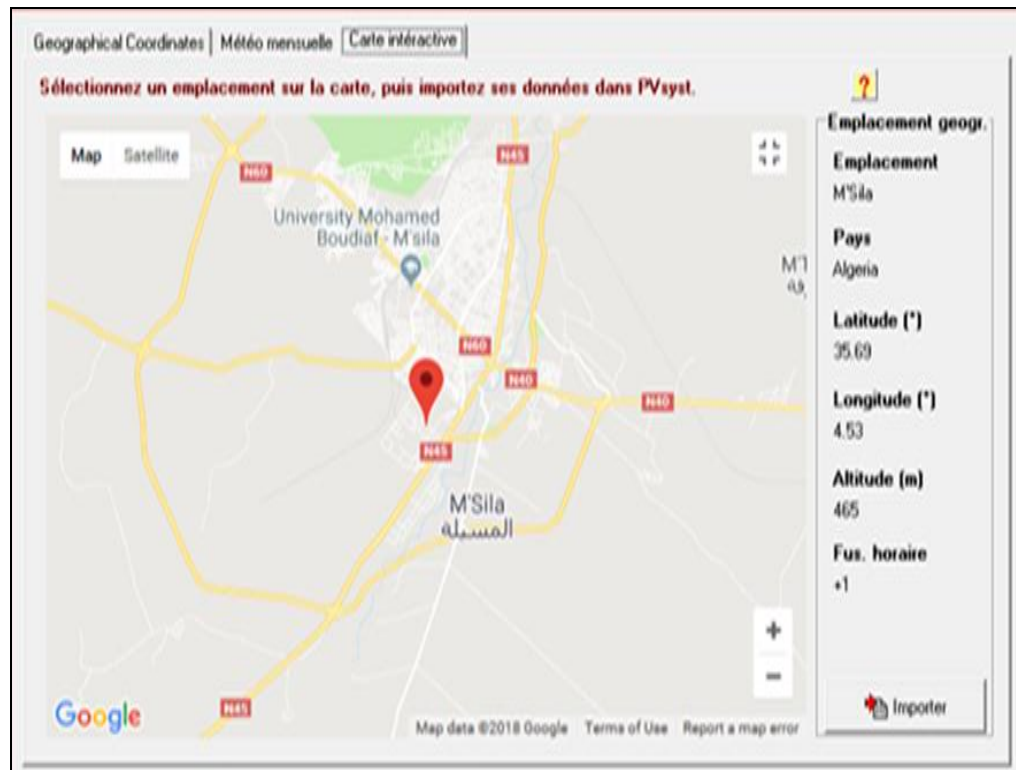 Geographical Coordinates
Météo mensuelle
Carte intéractive
Sélectionnez un emplacement sur la carte, puis importez ses données dans PVsyst.
?
Map
Satellite
N60
N45
University Mohamed
Boudiaf - M'sila
N60
N40
N40
N45
M'Sila
المسيلة
N45
Google
Map data ©2018 Google
Terms of Use
Report a map error
+
−
Emplacement geogr.
Emplacement
M'Sila
Pays
Algeria
Latitude (°)
35.69
Longitude (°)
4.53
Altitude (m)
465
Fus. horaire
+1
Importer